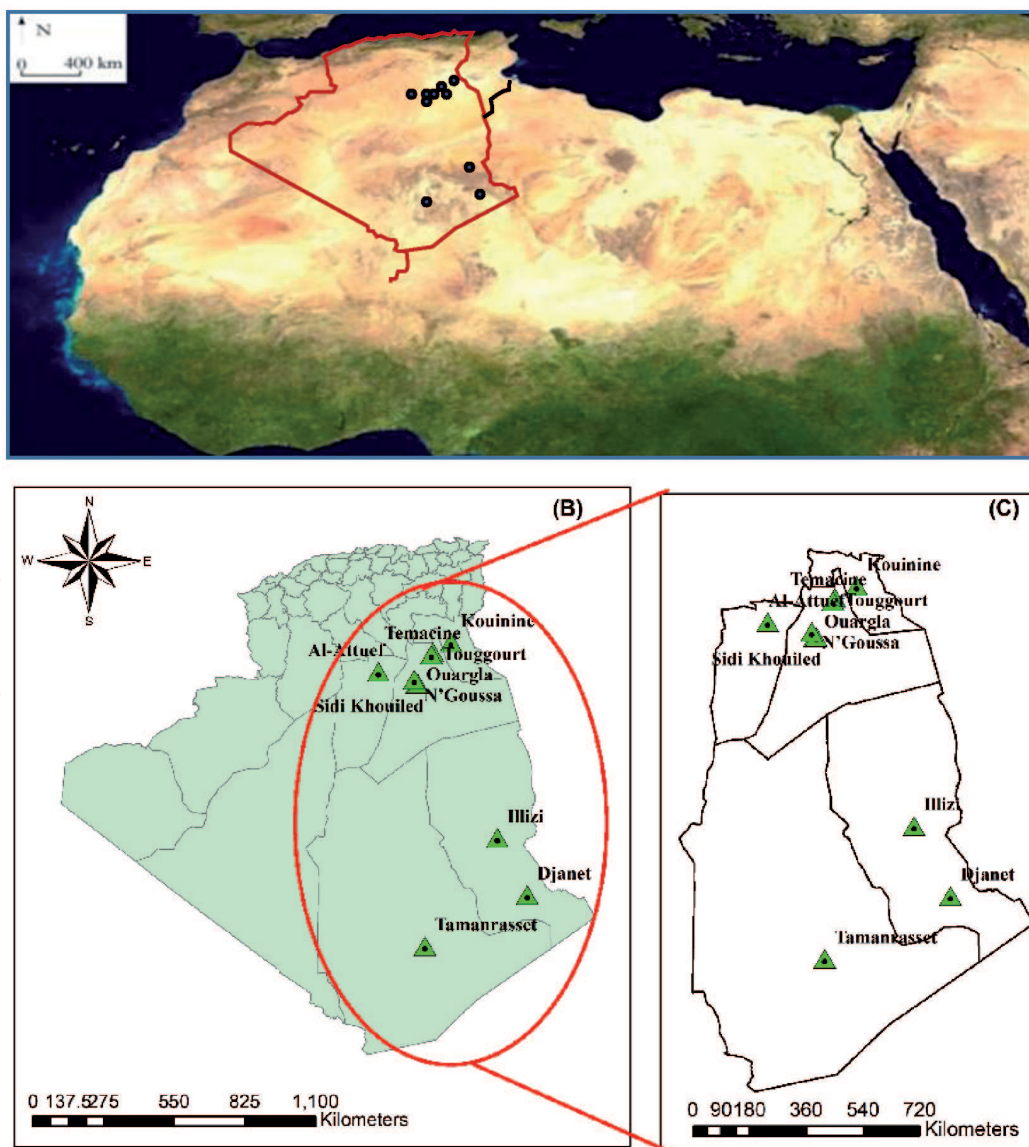 N
0 400 km
(B)
N
W E
S
Kouinine
Temacine
Al-Attuef
Touggourt
Ouargla
N'Goussa
Sidi Khouiled
Illizi
Djanet
Tamanrasset
0 137.5 275 550 825 1,100
Kilometers
(C)
Kouinine
Temacine
Al-Attuef Touggourt
Ouargla
N'Goussa
Sidi Khouiled
Illizi
Djanet
Tamanrasset
0 90 180 360 540 720
Kilometers